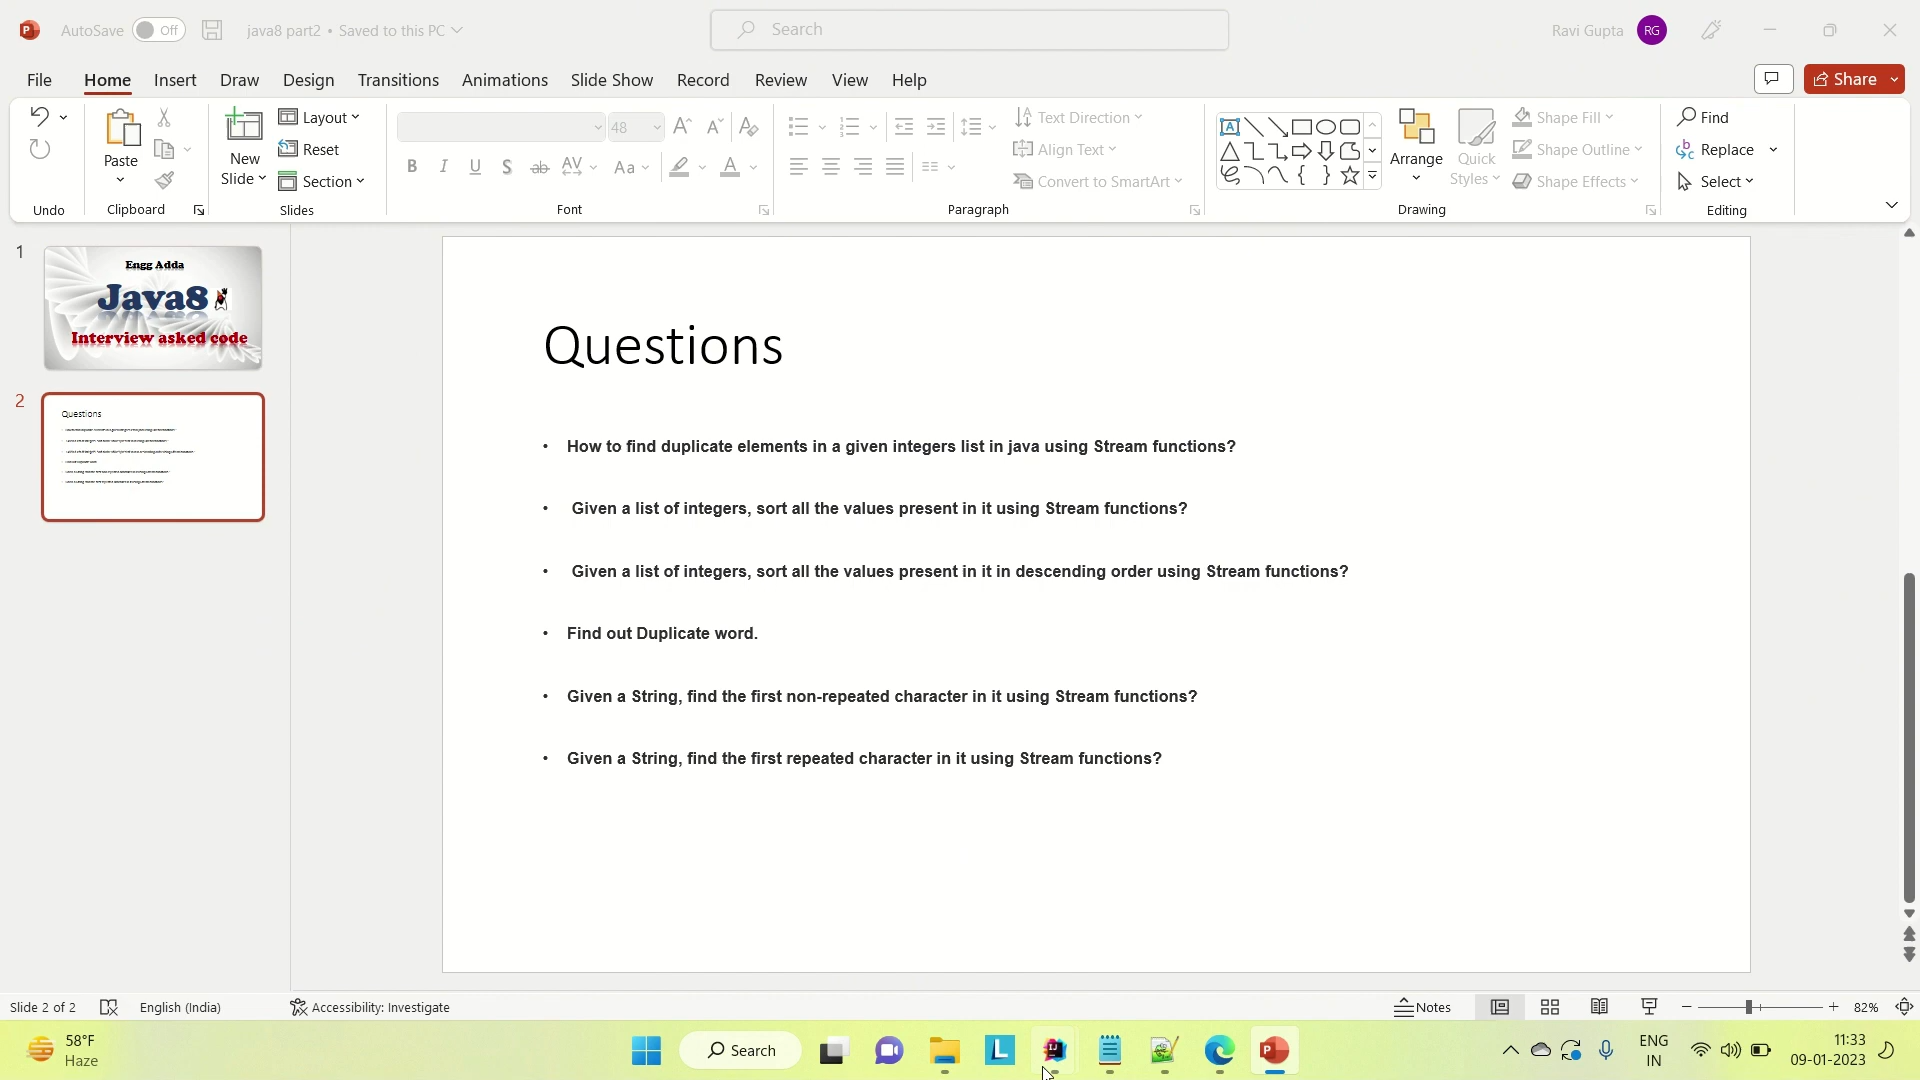 AutoSave Off java8 part2 • Saved to this PC Search Ravi Gupta RG
File Home Insert Draw Design Transitions Animations Slide Show Record Review View Help Share
Paste New Slide Layout Reset Section
48
B I U S ab AV Aa A
Text Direction
Align Text
Convert to SmartArt
Arrange Quick Styles
Shape Fill
Shape Outline
Shape Effects
Find
Replace
Select
Undo Clipboard Slides Font Paragraph Drawing Editing
1
Engg Adda
Java8
Interview asked code
2
Questions
Questions
• How to find duplicate elements in a given integers list in java using Stream functions?
• Given a list of integers, sort all the values present in it using Stream functions?
• Given a list of integers, sort all the values present in it in descending order using Stream functions?
• Find out Duplicate word.
• Given a String, find the first non-repeated character in it using Stream functions?
• Given a String, find the first repeated character in it using Stream functions?
Slide 2 of 2 English (India) Accessibility: Investigate Notes 82%
58°F
Haze
Search
ENG
IN
11:33
09-01-2023